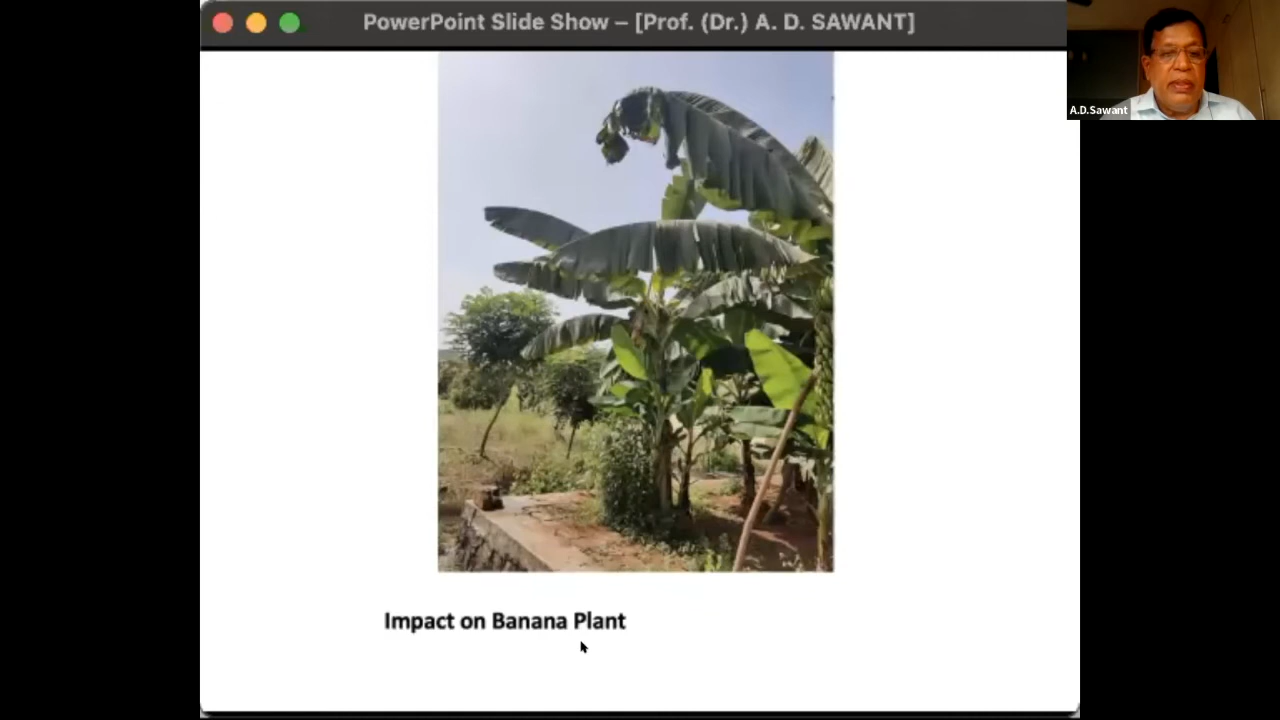 PowerPoint Slide Show – [Prof. (Dr.) A. D. SAWANT]
A.D.Sawant
Impact on Banana Plant